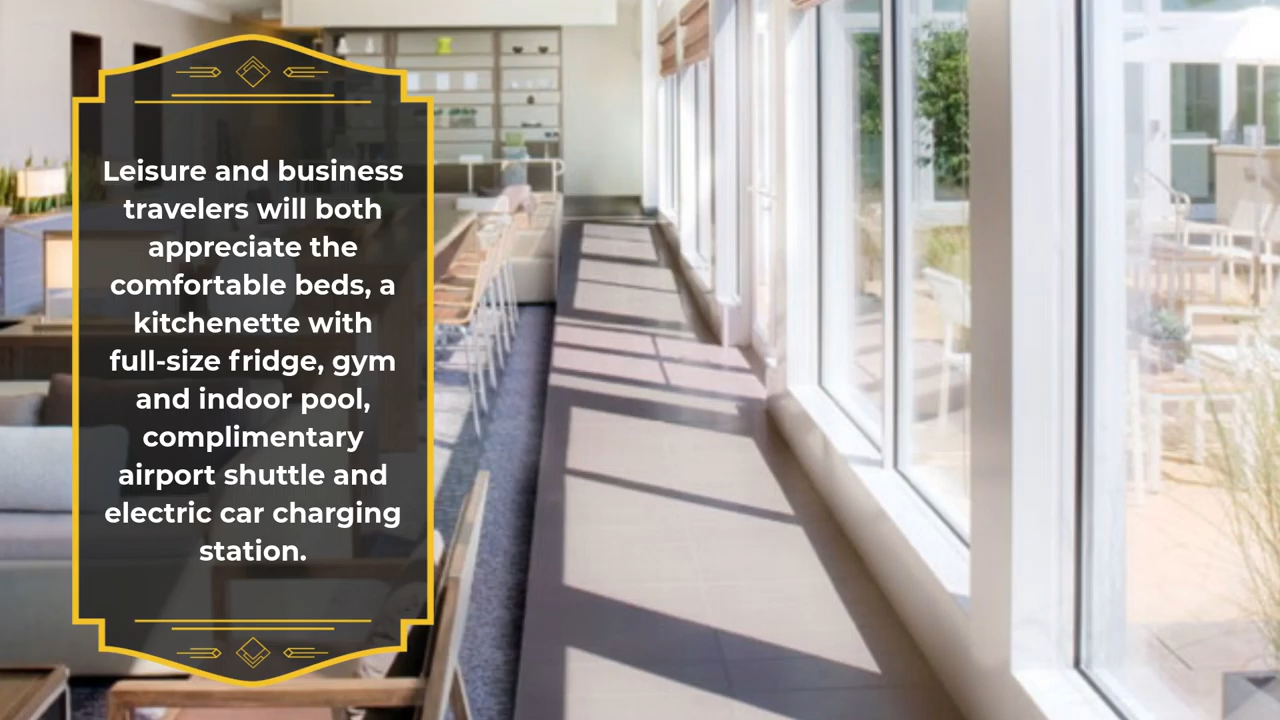 Leisure and business
travelers will both
appreciate the
comfortable beds, a
kitchenette with
full-size fridge, gym
and indoor pool,
complimentary
airport shuttle and
electric car charging
station.